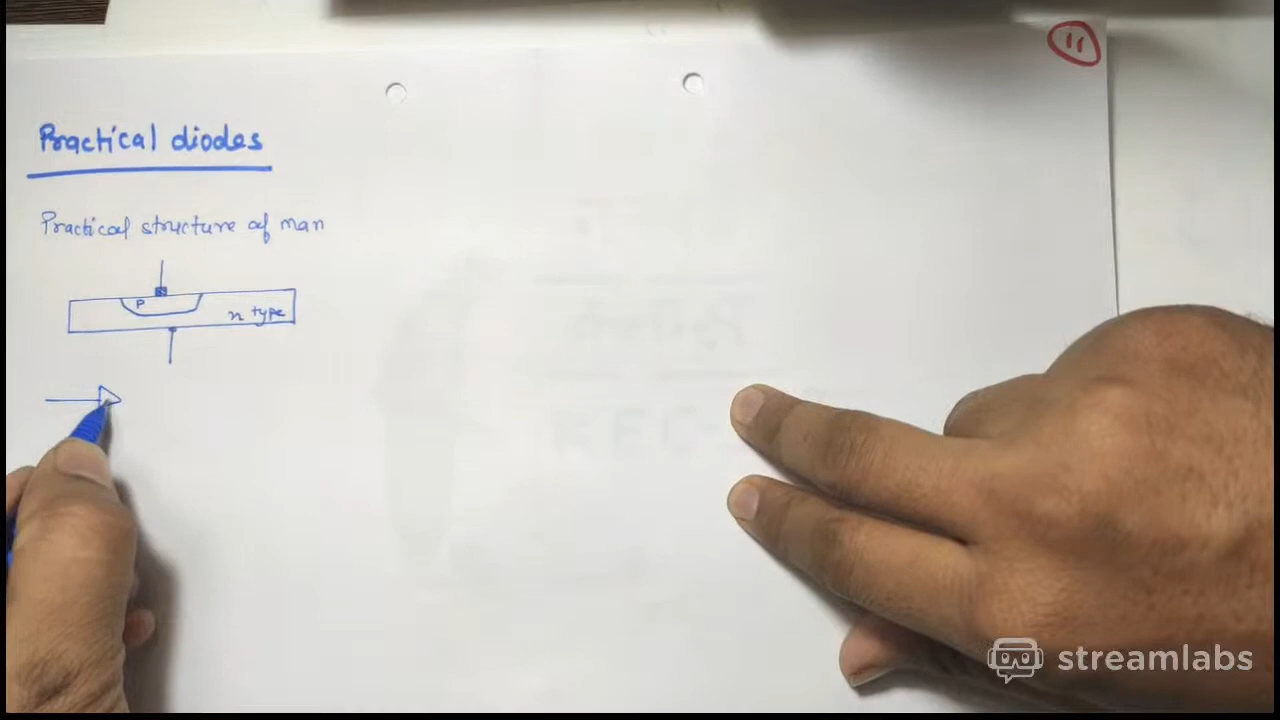 11
Practical diodes
Practical structure of man
P
n type
streamlabs